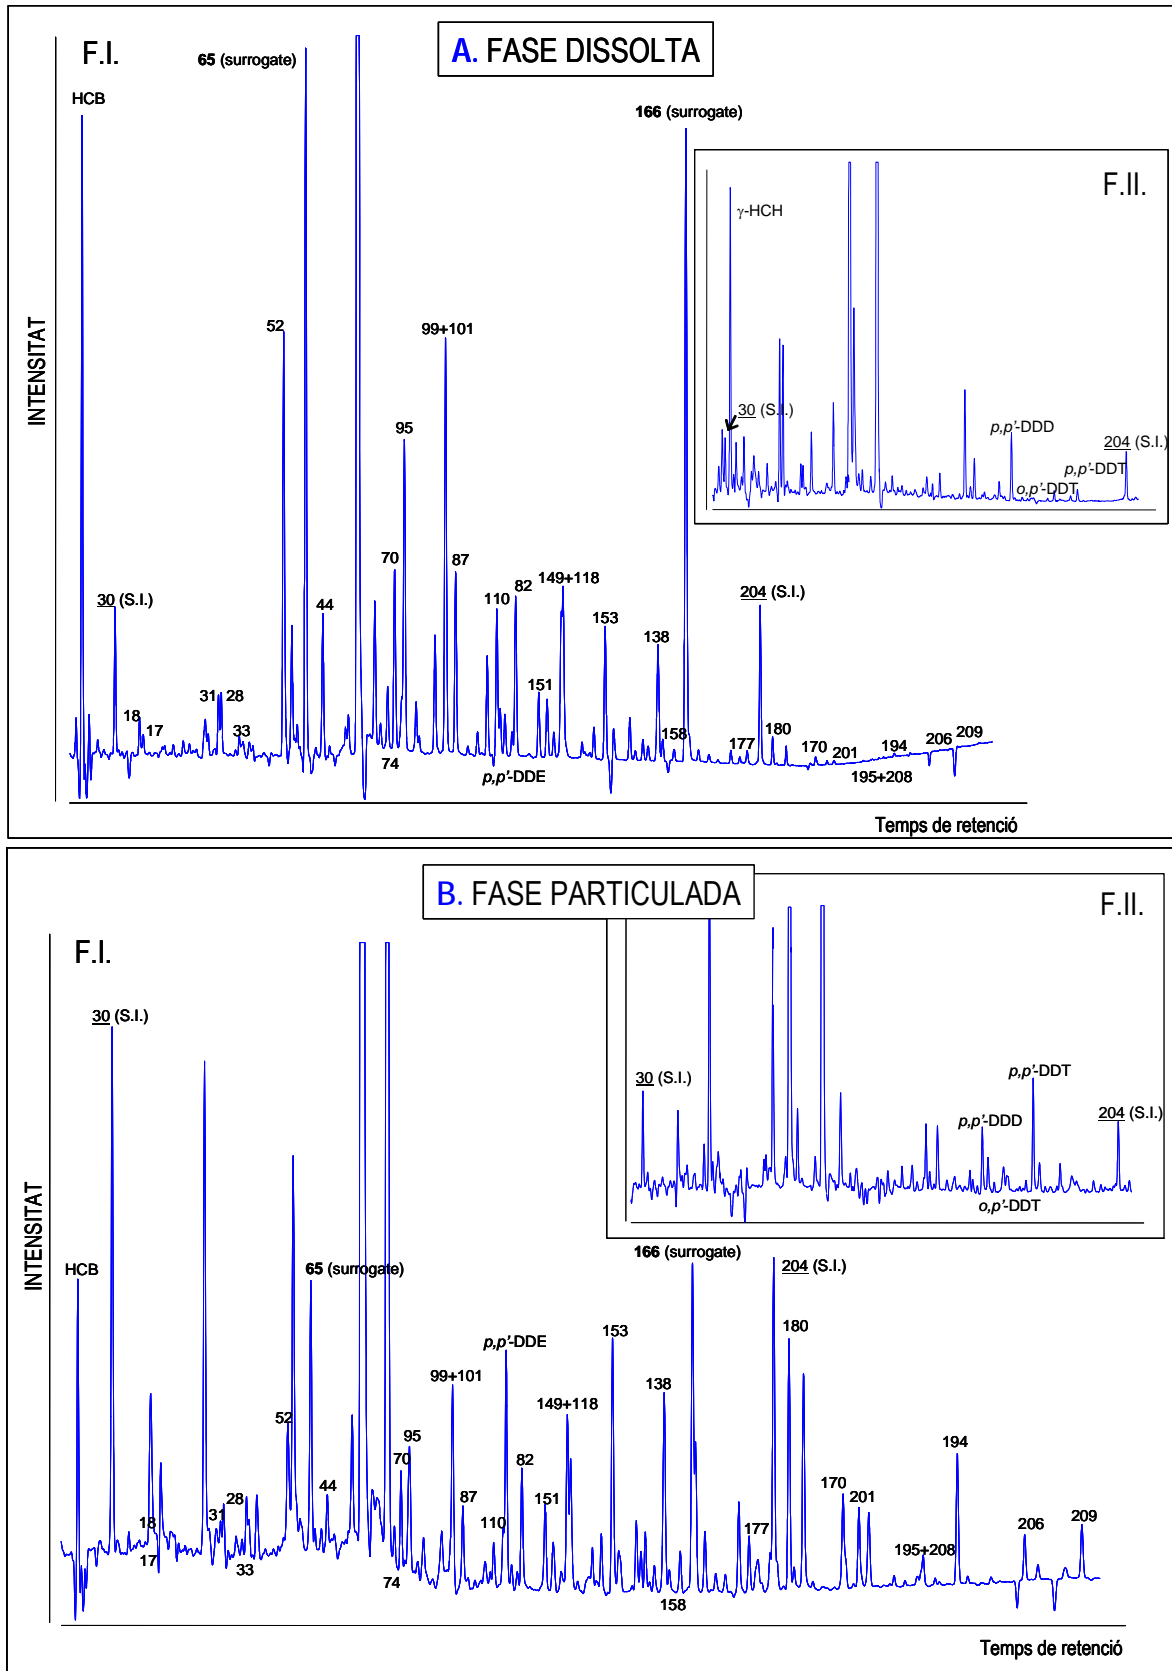 A. FASE DISSOLTA
F.I.
65 (surrogate)
HCB
166 (surrogate)
F.II.
γ-HCH
30 (S.I.)
p,p'-DDD
204 (S.I.)
p,p'-DDT
o,p'-DDT
INTENSITAT
52
99+101
95
70
87
110
82
149+118
30 (S.I.)
44
153
138
204 (S.I.)
31
28
18
17
33
151
158
177
180
170
201
194
206
209
74
p,p'-DDE
195+208
Temps de retenció
B. FASE PARTICULADA
F.I.
F.II.
30 (S.I.)
30 (S.I.)
p,p'-DDT
p,p'-DDD
204 (S.I.)
o,p'-DDT
INTENSITAT
HCB
65 (surrogate)
166 (surrogate)
204 (S.I.)
p,p'-DDE
153
180
99+101
138
149+118
52
95
70
82
194
44
87
151
170
201
28
31
18
17
33
110
177
206
209
195+208
74
158
Temps de retenció